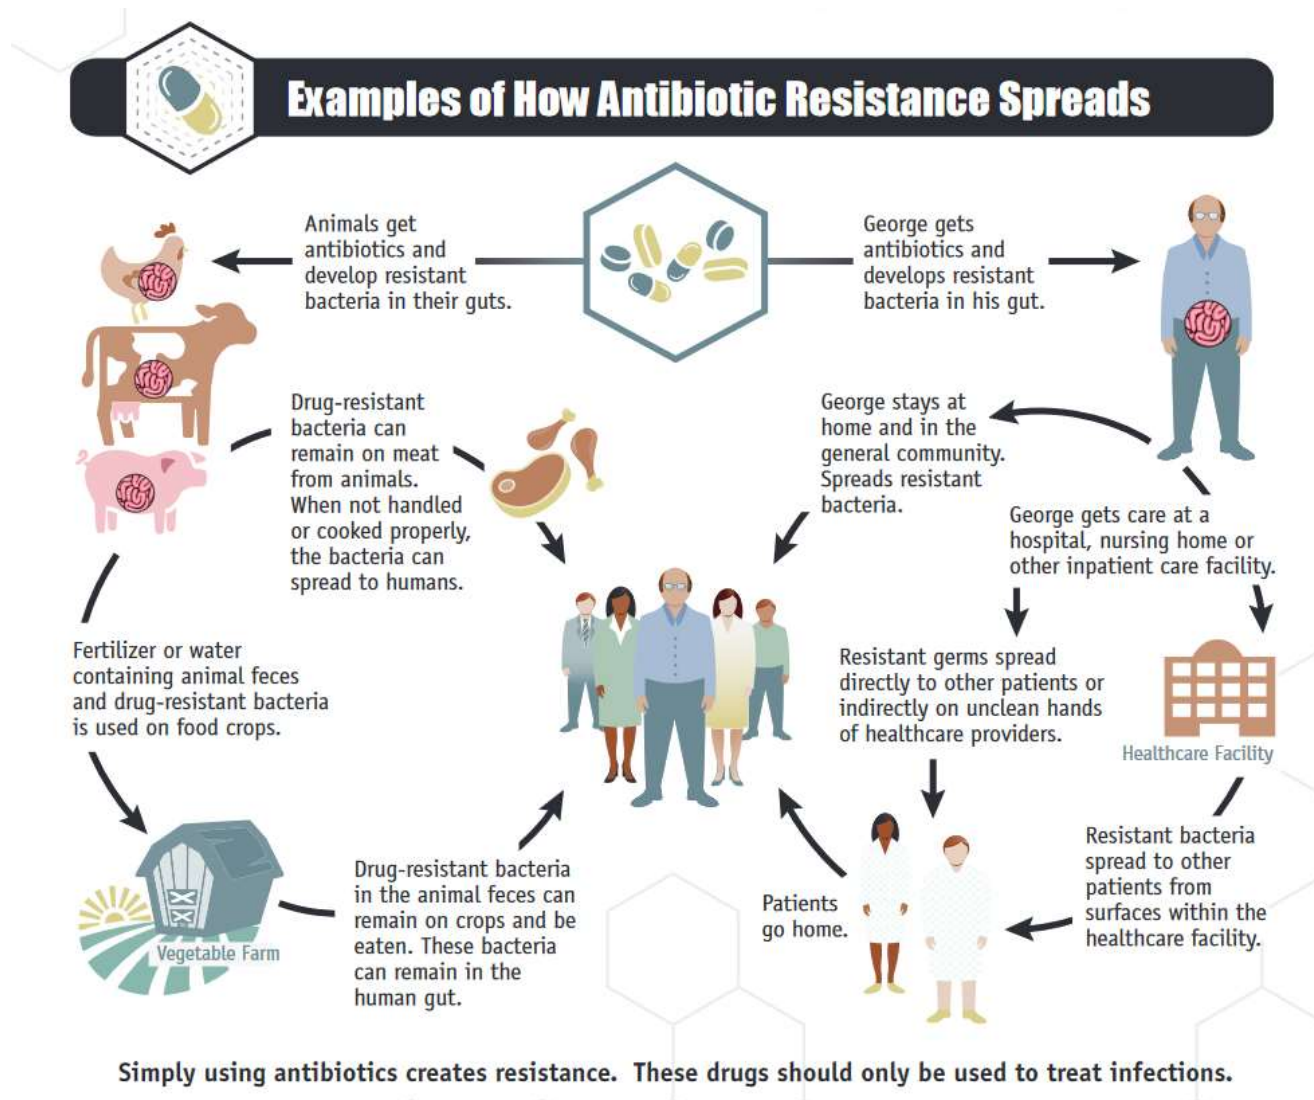 Examples of How Antibiotic Resistance Spreads
Animals get
antibiotics and
develop resistant
bacteria in their guts.
George gets
antibiotics and
develops resistant
bacteria in his gut.
Drug-resistant
bacteria can
remain on meat
from animals.
When not handled
or cooked properly,
the bacteria can
spread to humans.
George stays at
home and in the
general community.
Spreads resistant
bacteria.
George gets care at a
hospital, nursing home or
other inpatient care facility.
Fertilizer or water
containing animal feces
and drug-resistant bacteria
is used on food crops.
Resistant germs spread
directly to other patients or
indirectly on unclean hands
of healthcare providers.
Healthcare Facility
Vegetable Farm
Drug-resistant bacteria
in the animal feces can
remain on crops and be
eaten. These bacteria
can remain in the
human gut.
Patients
go home.
Resistant bacteria
spread to other
patients from
surfaces within the
healthcare facility.
Simply using antibiotics creates resistance. These drugs should only be used to treat infections.